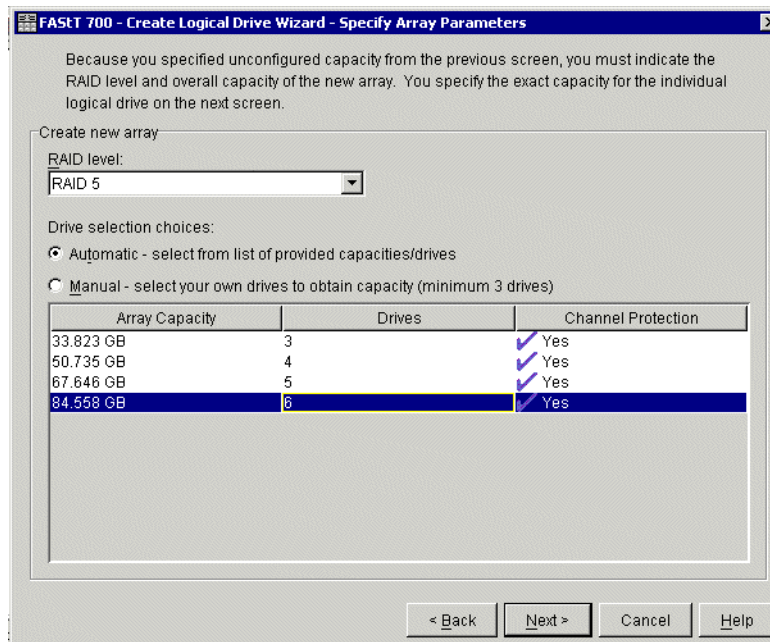 FAStT 700 - Create Logical Drive Wizard - Specify Array Parameters
Because you specified unconfigured capacity from the previous screen, you must indicate the
RAID level and overall capacity of the new array.  You specify the exact capacity for the individual
logical drive on the next screen.
Create new array
RAID level:
RAID 5
Drive selection choices:
Automatic - select from list of provided capacities/drives
Manual - select your own drives to obtain capacity (minimum 3 drives)
Array Capacity Drives Channel Protection
33.823 GB 3 Yes
50.735 GB 4 Yes
67.646 GB 5 Yes
84.558 GB 6 Yes
< Back Next > Cancel Help